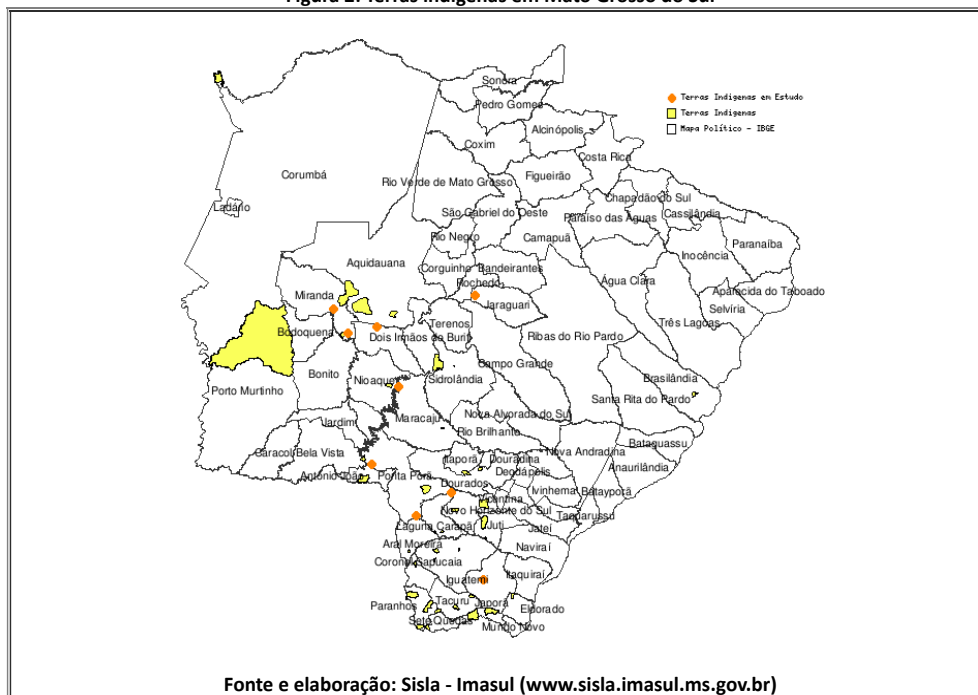 Figura 2: Terras Indígenas em Mato Grosso do Sul
Terras Indigenas em Estudo
Terras Indigenas
Mapa Político - IBGE
Sonora
Pedro Gomes
Alcinópolis
Coxim
Costa Rica
Corumbá
Rio Verde de Mato Grosso
Figueirão
Chapadão do Sul
Ladário
São Gabriel do Oeste
Paraíso das Águas
Cassilândia
Rio Negro
Camapuã
Paranaíba
Inocência
Aquidauana
Corguinho
Bandeirantes
Rochedo
Água Clara
Aparecida do Taboado
Miranda
Jaraguari
Selvíria
Terenos
Três Lagoas
Bodoquena
Dois Irmãos do Buriti
Ribas do Rio Pardo
Campo Grande
Bonito
Nioaque
Sidrolândia
Brasilândia
Porto Murtinho
Santa Rita do Pardo
Nova Alvorada do Sul
Jardim
Maracaju
Rio Brilhante
Bataguassu
Caracol
Bela Vista
Itaporã
Douradina
Nova Andradina
Anaurilândia
Deodápolis
Antônio João
Ponta Porã
Dourados
Ivinhema
Batayporã
Vicentina
Novo Horizonte do Sul
Taquarussu
Laguna Carapã
Juti
Jateí
Aral Moreira
Naviraí
Coronel Sapucaia
Iguatemi
Itaquiraí
Paranhos
Tacuru
Japorã
Eldorado
Sete Quedas
Mundo Novo
Fonte e elaboração: Sisla - Imasul (www.sisla.imasul.ms.gov.br)